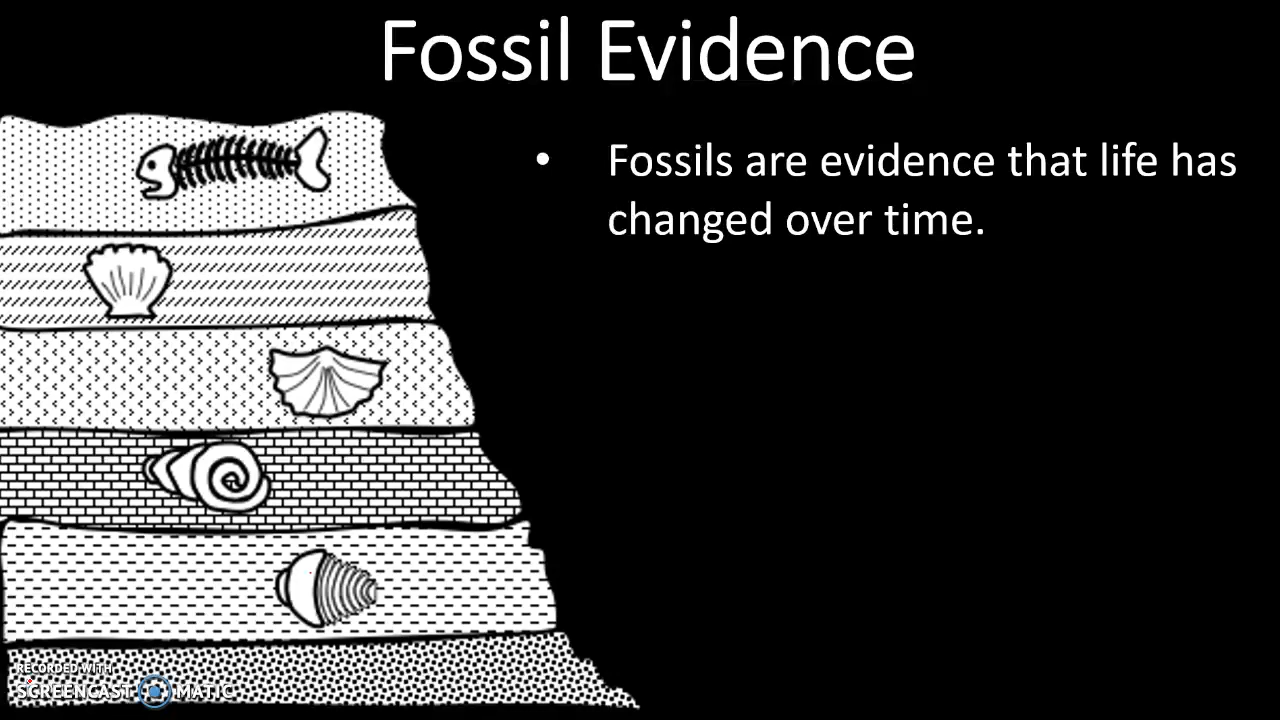 Fossil Evidence
• Fossils are evidence that life has
changed over time.
RECORDED WITH
SCREENCAST MATIC